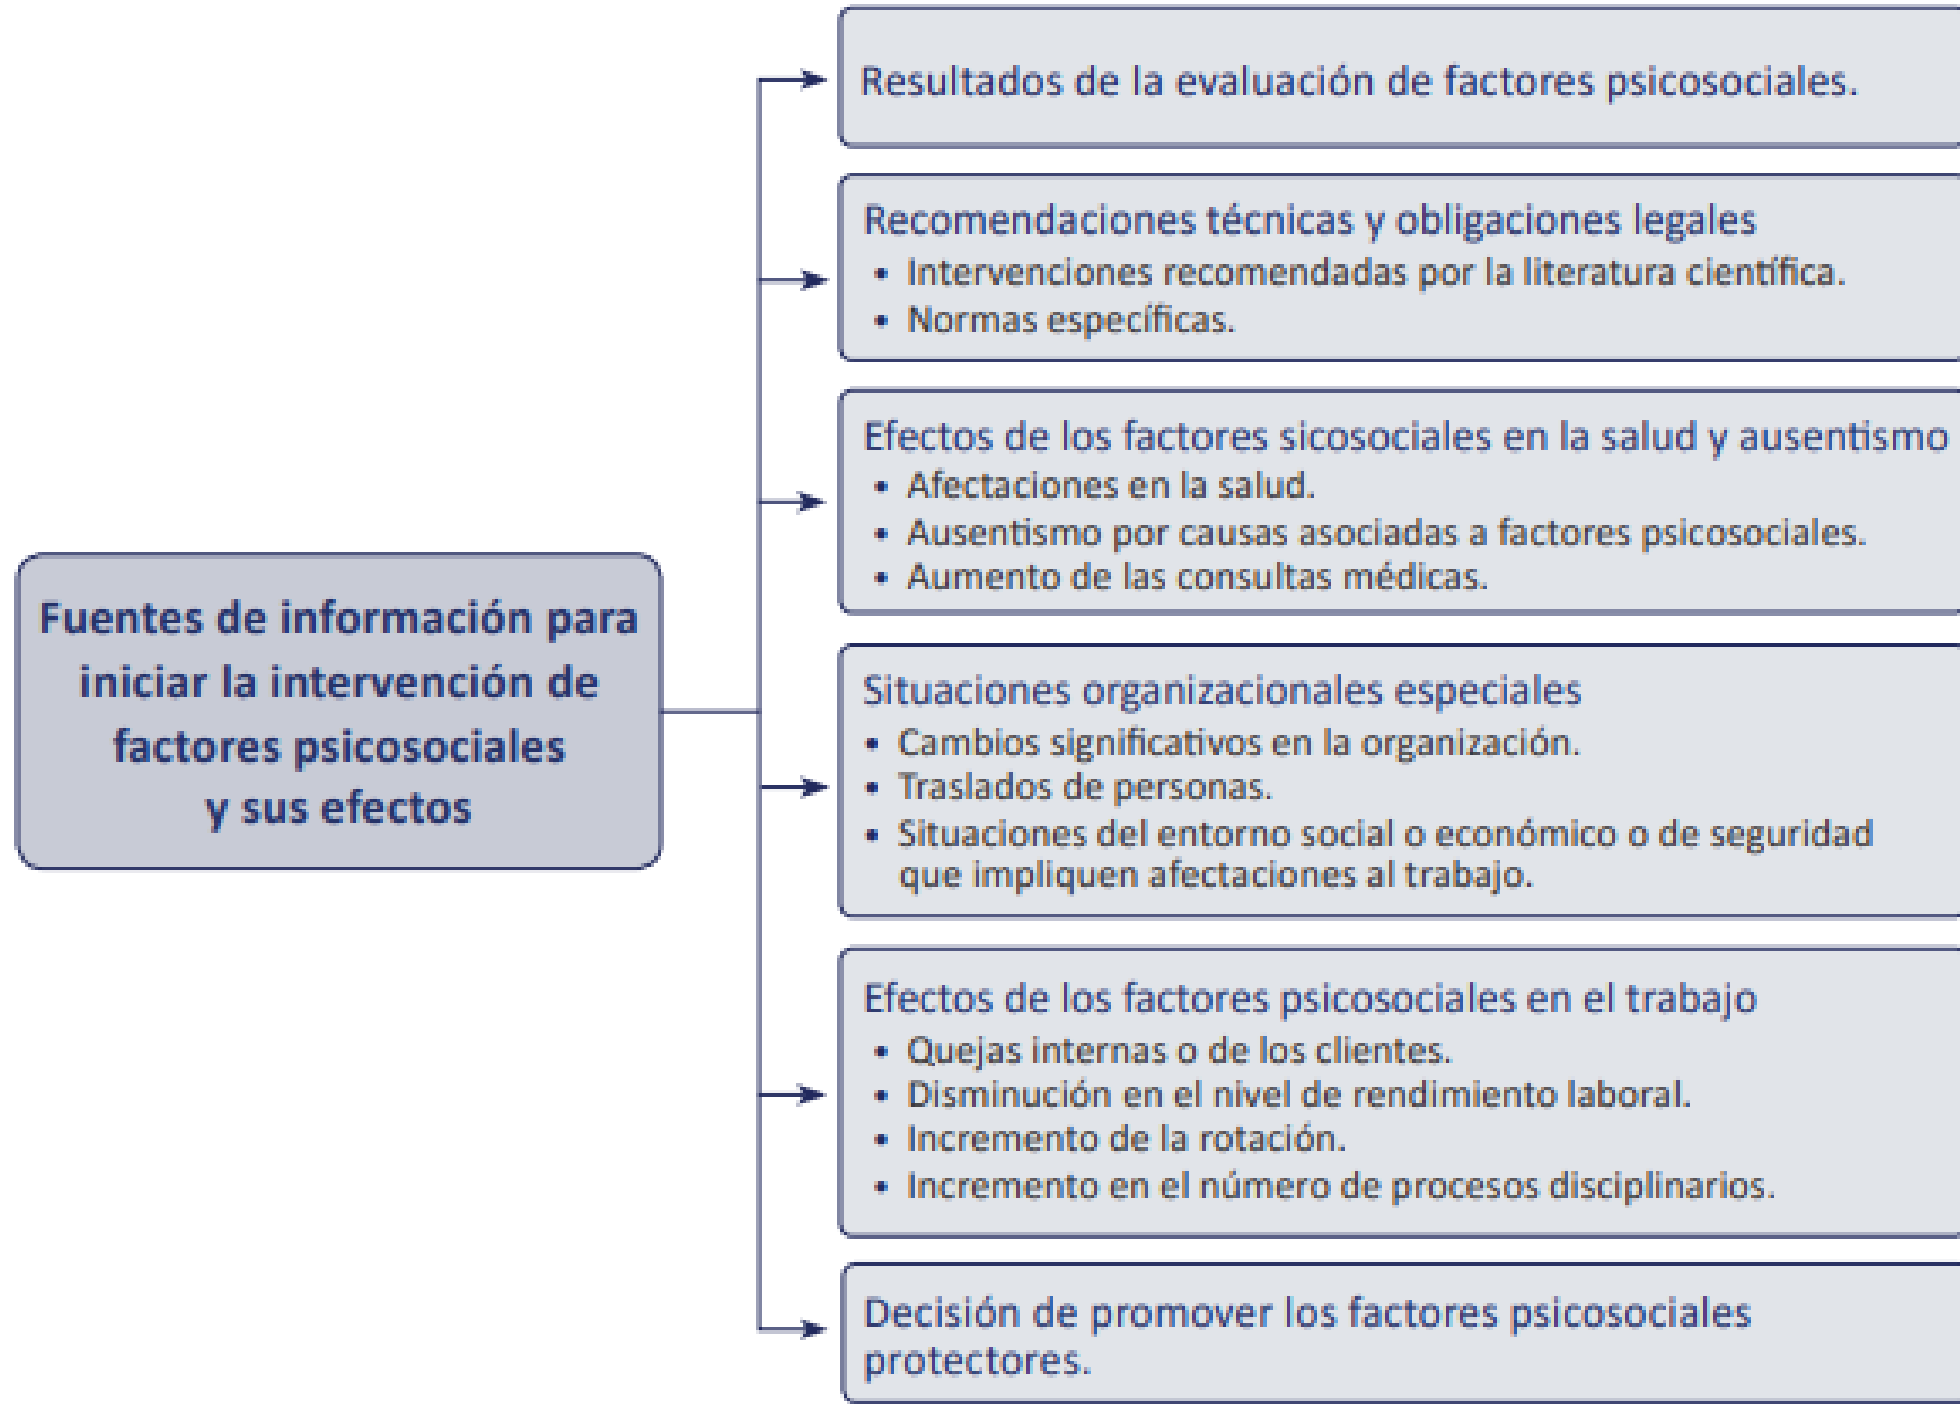 Fuentes de información para
iniciar la intervención de
factores psicosociales
y sus efectos
Resultados de la evaluación de factores psicosociales.
Recomendaciones técnicas y obligaciones legales
• Intervenciones recomendadas por la literatura científica.
• Normas específicas.
Efectos de los factores sicosociales en la salud y ausentismo
• Afectaciones en la salud.
• Ausentismo por causas asociadas a factores psicosociales.
• Aumento de las consultas médicas.
Situaciones organizacionales especiales
• Cambios significativos en la organización.
• Traslados de personas.
• Situaciones del entorno social o económico o de seguridad
que impliquen afectaciones al trabajo.
Efectos de los factores psicosociales en el trabajo
• Quejas internas o de los clientes.
• Disminución en el nivel de rendimiento laboral.
• Incremento de la rotación.
• Incremento en el número de procesos disciplinarios.
Decisión de promover los factores psicosociales
protectores.